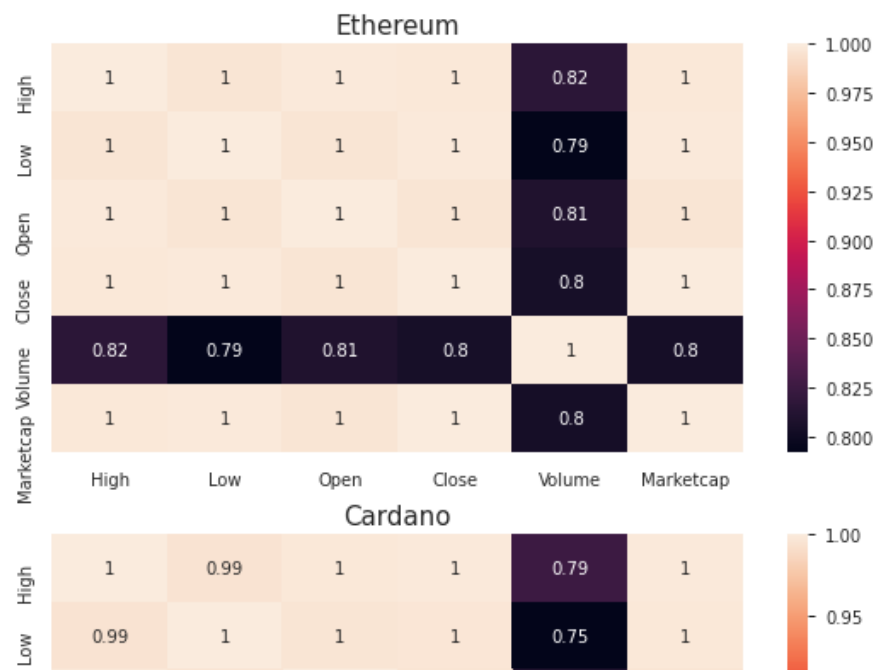 Ethereum
High 1 1 1 1 0.82 1
Low 1 1 1 1 0.79 1
Open 1 1 1 1 0.81 1
Close 1 1 1 1 0.8 1
Volume 0.82 0.79 0.81 0.8 1 0.8
Marketcap 1 1 1 1 0.8 1
High Low Open Close Volume Marketcap
1.000
0.975
0.950
0.925
0.900
0.875
0.850
0.825
0.800
Cardano
High 1 0.99 1 1 0.79 1
Low 0.99 1 1 1 0.75 1
1.00
0.95